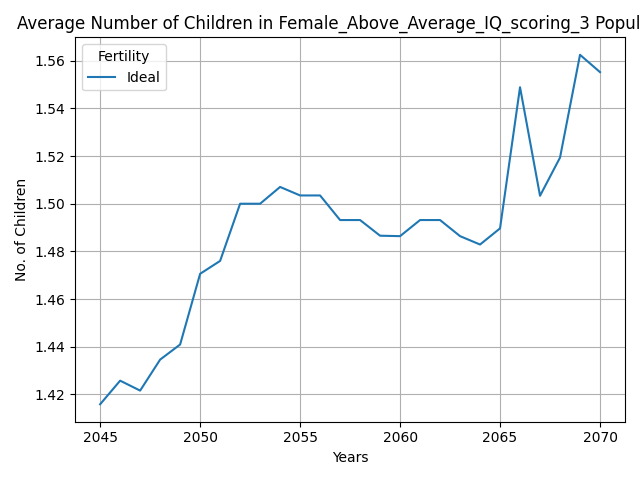 Average Number of Children in Female_Above_Average_IQ_scoring_3 Popul
Fertility
Ideal
No. of Children
1.56
1.54
1.52
1.50
1.48
1.46
1.44
1.42
2045 2050 2055 2060 2065 2070
Years